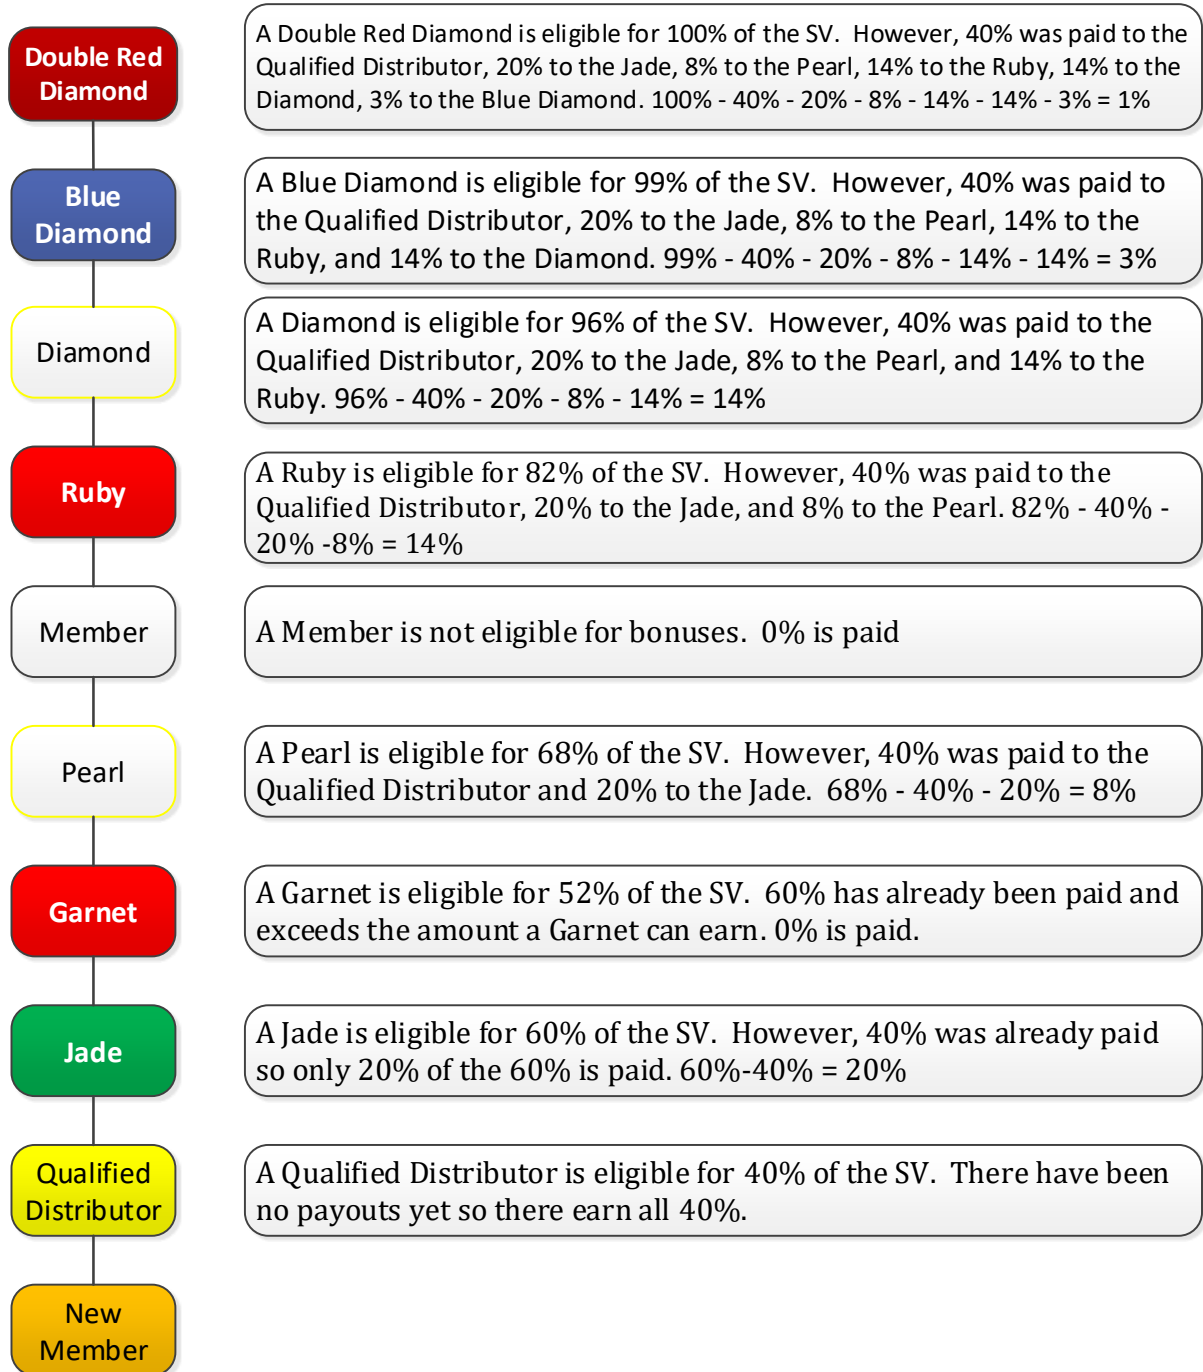 Double Red
Diamond
A Double Red Diamond is eligible for 100% of the SV.  However, 40% was paid to the
Qualified Distributor, 20% to the Jade, 8% to the Pearl, 14% to the Ruby, 14% to the
Diamond, 3% to the Blue Diamond. 100% - 40% - 20% - 8% - 14% - 14% - 3% = 1%
Blue
Diamond
A Blue Diamond is eligible for 99% of the SV.  However, 40% was paid to
the Qualified Distributor, 20% to the Jade, 8% to the Pearl, 14% to the
Ruby, and 14% to the Diamond. 99% - 40% - 20% - 8% - 14% - 14% = 3%
Diamond
A Diamond is eligible for 96% of the SV.  However, 40% was paid to the
Qualified Distributor, 20% to the Jade, 8% to the Pearl, and 14% to the
Ruby. 96% - 40% - 20% - 8% - 14% = 14%
Ruby
A Ruby is eligible for 82% of the SV.  However, 40% was paid to the
Qualified Distributor, 20% to the Jade, and 8% to the Pearl. 82% - 40% -
20% -8% = 14%
Member
A Member is not eligible for bonuses.  0% is paid
Pearl
A Pearl is eligible for 68% of the SV.  However, 40% was paid to the
Qualified Distributor and 20% to the Jade.  68% - 40% - 20% = 8%
Garnet
A Garnet is eligible for 52% of the SV.  60% has already been paid and
exceeds the amount a Garnet can earn. 0% is paid.
Jade
A Jade is eligible for 60% of the SV.  However, 40% was already paid
so only 20% of the 60% is paid. 60%-40% = 20%
Qualified
Distributor
A Qualified Distributor is eligible for 40% of the SV.  There have been
no payouts yet so there earn all 40%.
New
Member